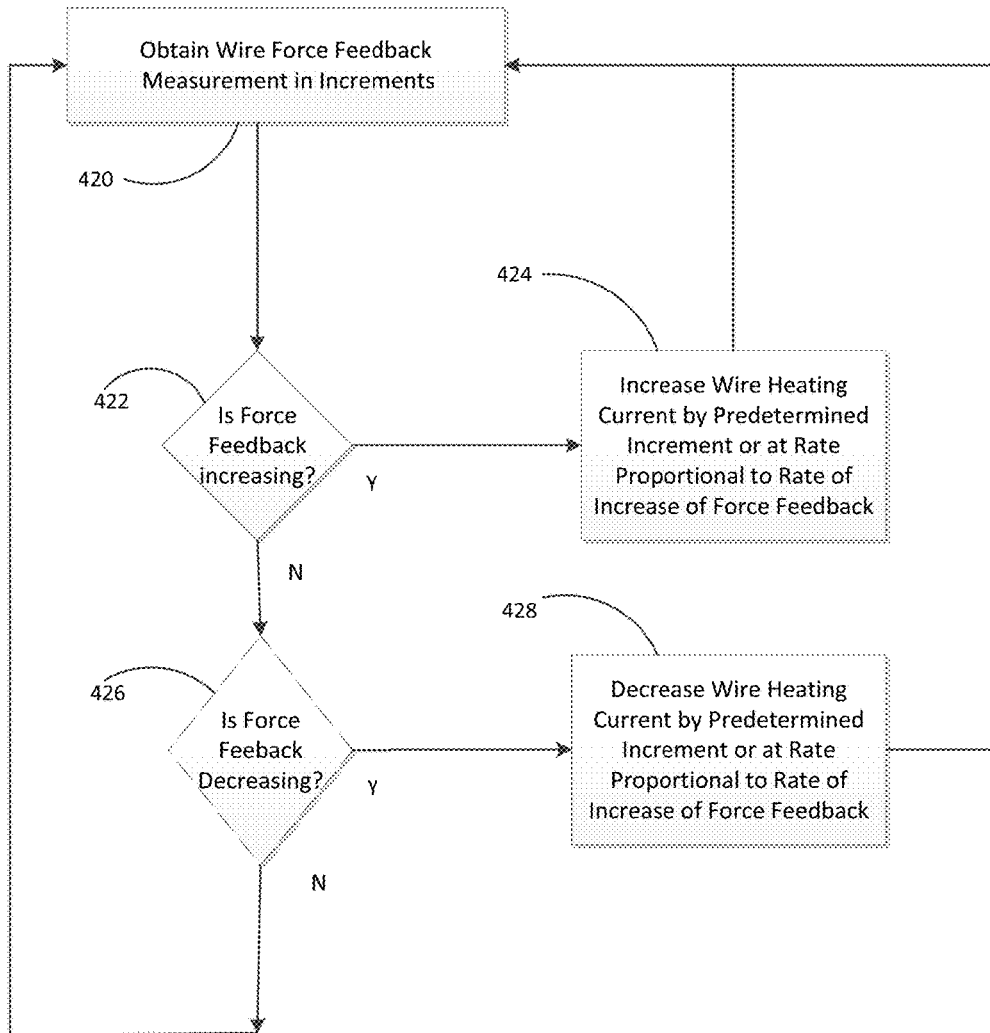 Obtain Wire Force Feedback
Measurement in Increments
420
424
422
Is Force
Feedback
increasing?
Y
Increase Wire Heating
Current by Predetermined
Increment or at Rate
Proportional to Rate of
Increase of Force Feedback
N
428
426
Is Force
Feeback
Decreasing?
Y
Decrease Wire Heating
Current by Predetermined
Increment or at Rate
Proportional to Rate of
Increase of Force Feedback
N